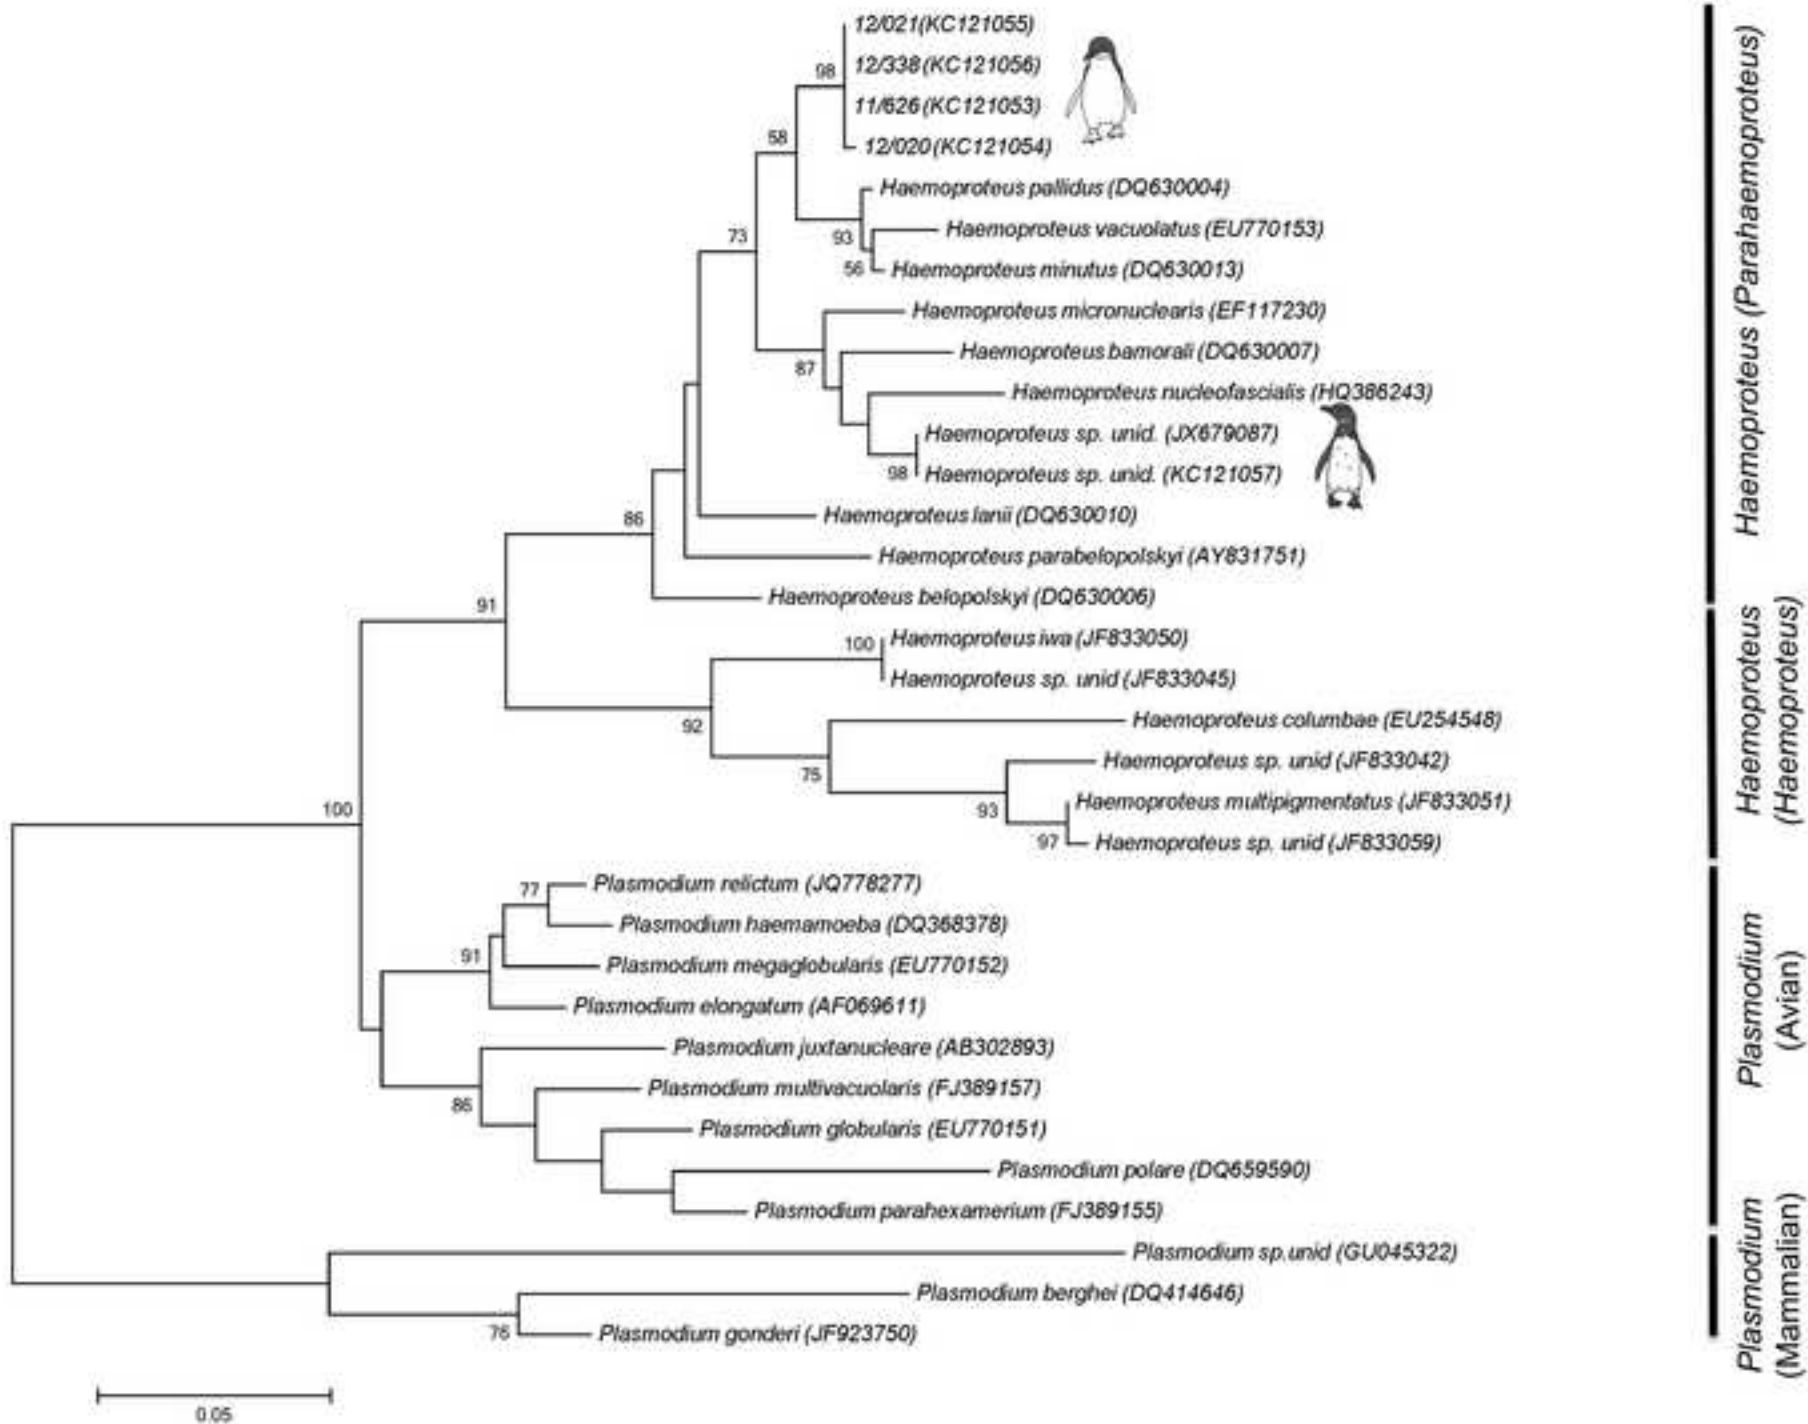 12/021(KC121055)
12/338 (KC121056)
98
11/626 (KC121053)
58
12/020 (KC121054)
Haemoproteus pallidus (DQ630004)
Haemoproteus vacuolatus (EU770153)
73
93
56
Haemoproteus minutus (DQ630013)
Haemoproteus micronuclearis (EF117230)
Haemoproteus bamorali (DQ630007)
87
Haemoproteus nucleofascialis (HQ386243)
Haemoproteus sp. unid. (JX679087)
98
Haemoproteus sp. unid. (KC121057)
Haemoproteus lanii (DQ630010)
86
Haemoproteus parabelopolskyi (AY831751)
Haemoproteus belopolskyi (DQ630006)
91
Haemoproteus iwa (JF833050)
100
Haemoproteus sp. unid (JF833045)
92
Haemoproteus columbae (EU254548)
75
Haemoproteus sp. unid (JF833042)
93
Haemoproteus multipigmentatus (JF833051)
97
Haemoproteus sp. unid (JF833059)
100
Plasmodium relictum (JQ778277)
77
Plasmodium haemamoeba (DQ368378)
91
Plasmodium megaglobularis (EU770152)
Plasmodium elongatum (AF069611)
Plasmodium juxtanucleare (AB302893)
86
Plasmodium multivacuolaris (FJ389157)
Plasmodium globularis (EU770151)
Plasmodium polare (DQ659590)
Plasmodium parahexamerium (FJ389155)
Plasmodium sp.unid (GU045322)
Plasmodium berghei (DQ414646)
76
Plasmodium gonderi (JF923750)
0.05
Haemoproteus (Parahaemoproteus)
Haemoproteus
(Haemoproteus)
Plasmodium
(Avian)
Plasmodium
(Mammalian)